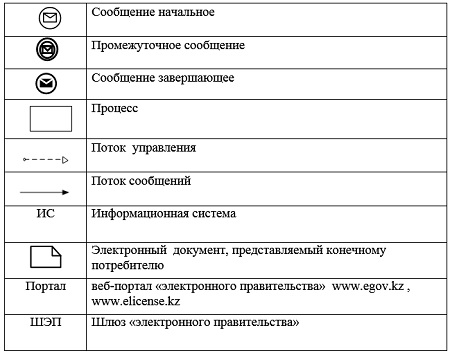 Сообщение начальное
Промежуточное сообщение
Сообщение завершающее
Процесс
Поток управления
Поток сообщений
ИС Информационная система
Электронный документ, представляемый конечному
потребителю
Портал веб-портал «электронного правительства» www.egov.kz ,
www.elicense.kz
ШЭП Шлюз «электронного правительства»